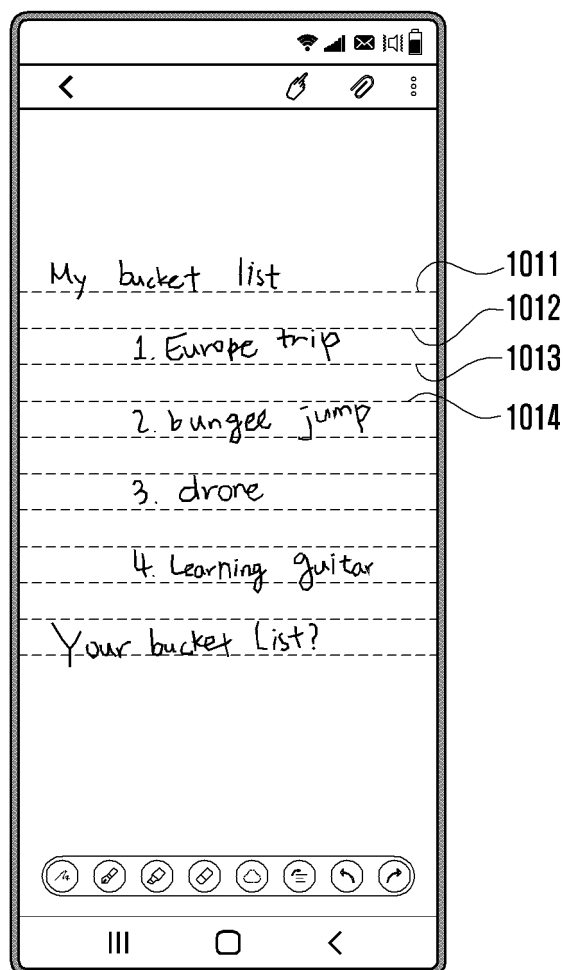 My bucket list
1011
1012
1. Europe trip
1013
1014
2. bungee jump
3. drone
4. Learning guitar
Your bucket List?